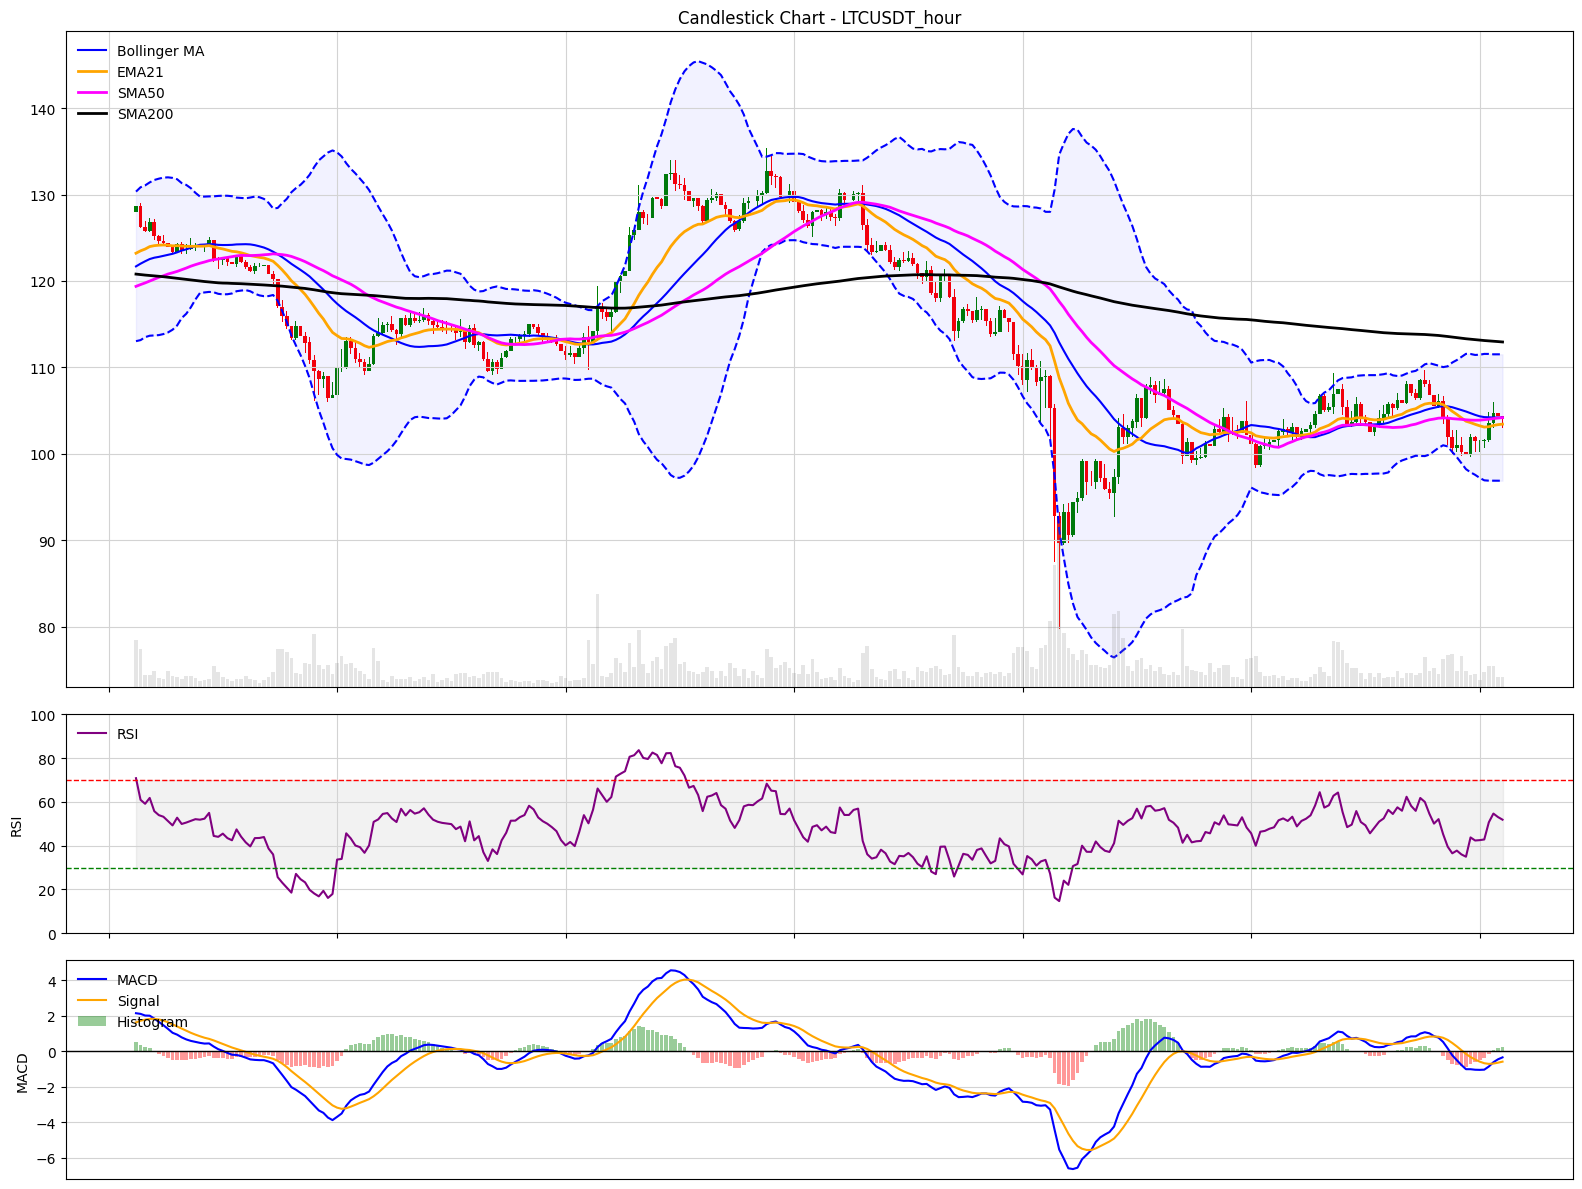 Candlestick Chart - LTCUSDT_hour
Bollinger MA
EMA21
SMA50
SMA200
140
130
120
110
100
90
80
RSI
100
80
60
40
20
0
RSI
MACD
Signal
Histogram
4
2
0
−2
−4
−6
MACD